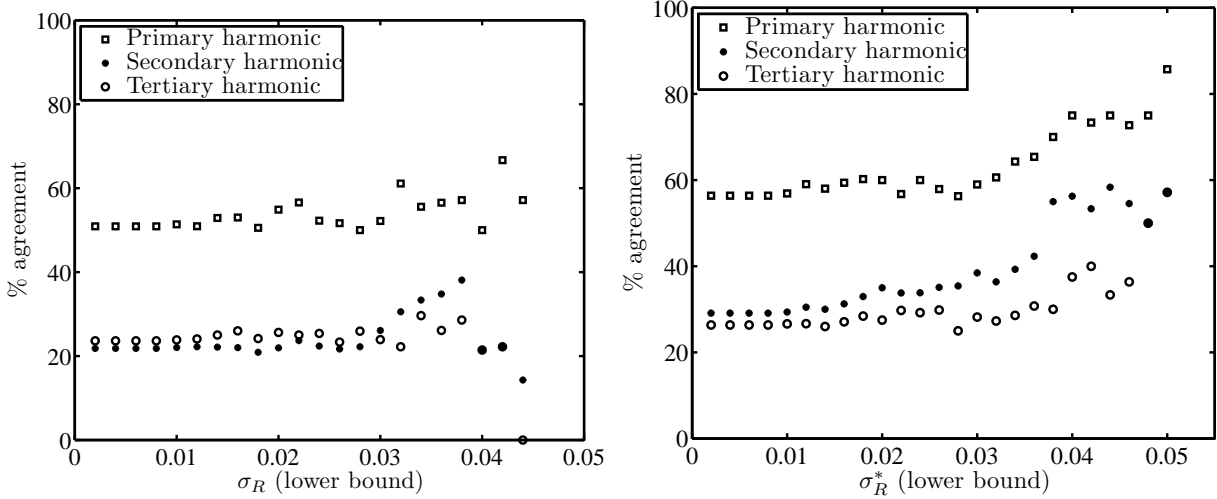 100
80
60
40
20
0
% agreement
Primary harmonic
Secondary harmonic
Tertiary harmonic
0 0.01 0.02 0.03 0.04 0.05
σ_R (lower bound)
100
80
60
40
20
0
% agreement
Primary harmonic
Secondary harmonic
Tertiary harmonic
0 0.01 0.02 0.03 0.04 0.05
σ_R^* (lower bound)